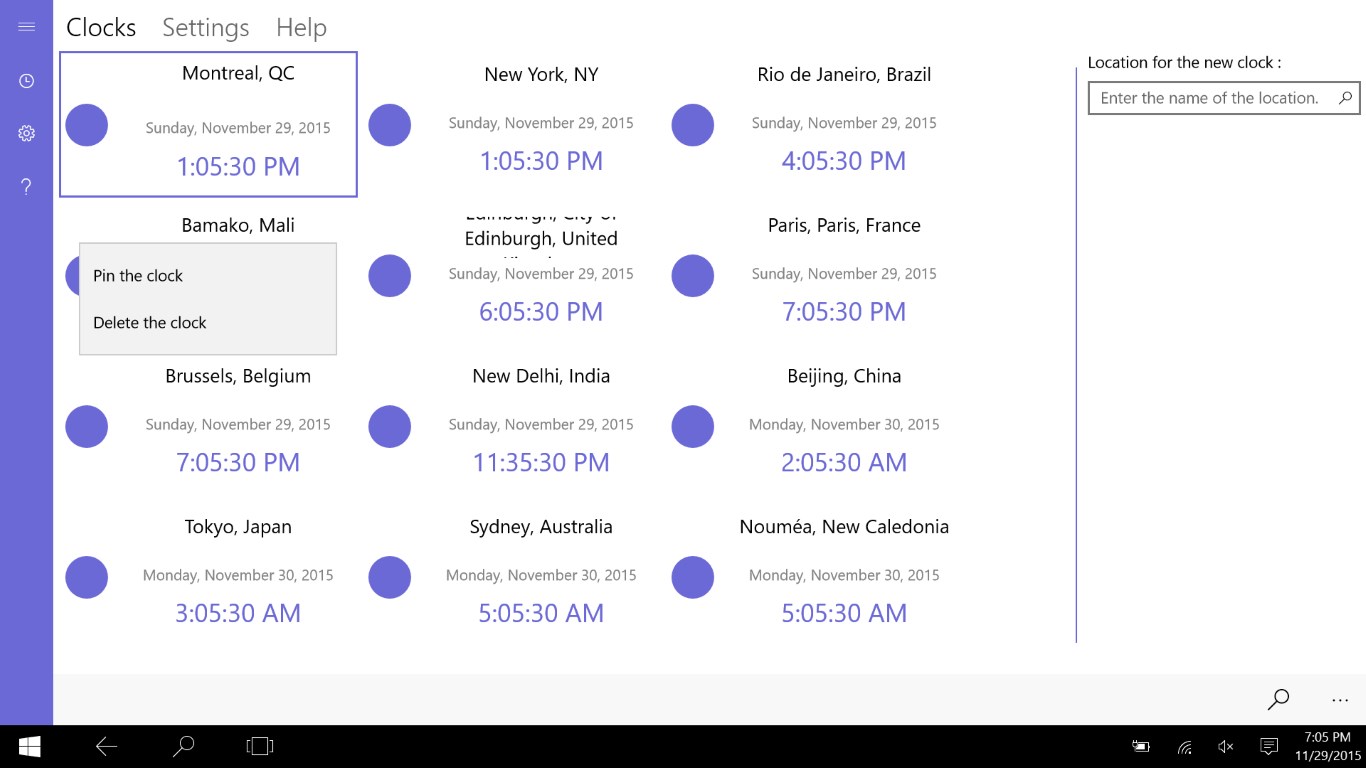 Clocks Settings Help
Montreal, QC
Sunday, November 29, 2015
1:05:30 PM
New York, NY
Sunday, November 29, 2015
1:05:30 PM
Rio de Janeiro, Brazil
Sunday, November 29, 2015
4:05:30 PM
Location for the new clock :
Enter the name of the location.
Bamako, Mali
Pin the clock
Delete the clock
Edinburgh, City of
Edinburgh, United
Sunday, November 29, 2015
6:05:30 PM
Paris, Paris, France
Sunday, November 29, 2015
7:05:30 PM
Brussels, Belgium
Sunday, November 29, 2015
7:05:30 PM
New Delhi, India
Sunday, November 29, 2015
11:35:30 PM
Beijing, China
Monday, November 30, 2015
2:05:30 AM
Tokyo, Japan
Monday, November 30, 2015
3:05:30 AM
Sydney, Australia
Monday, November 30, 2015
5:05:30 AM
Nouméa, New Caledonia
Monday, November 30, 2015
5:05:30 AM
7:05 PM
11/29/2015